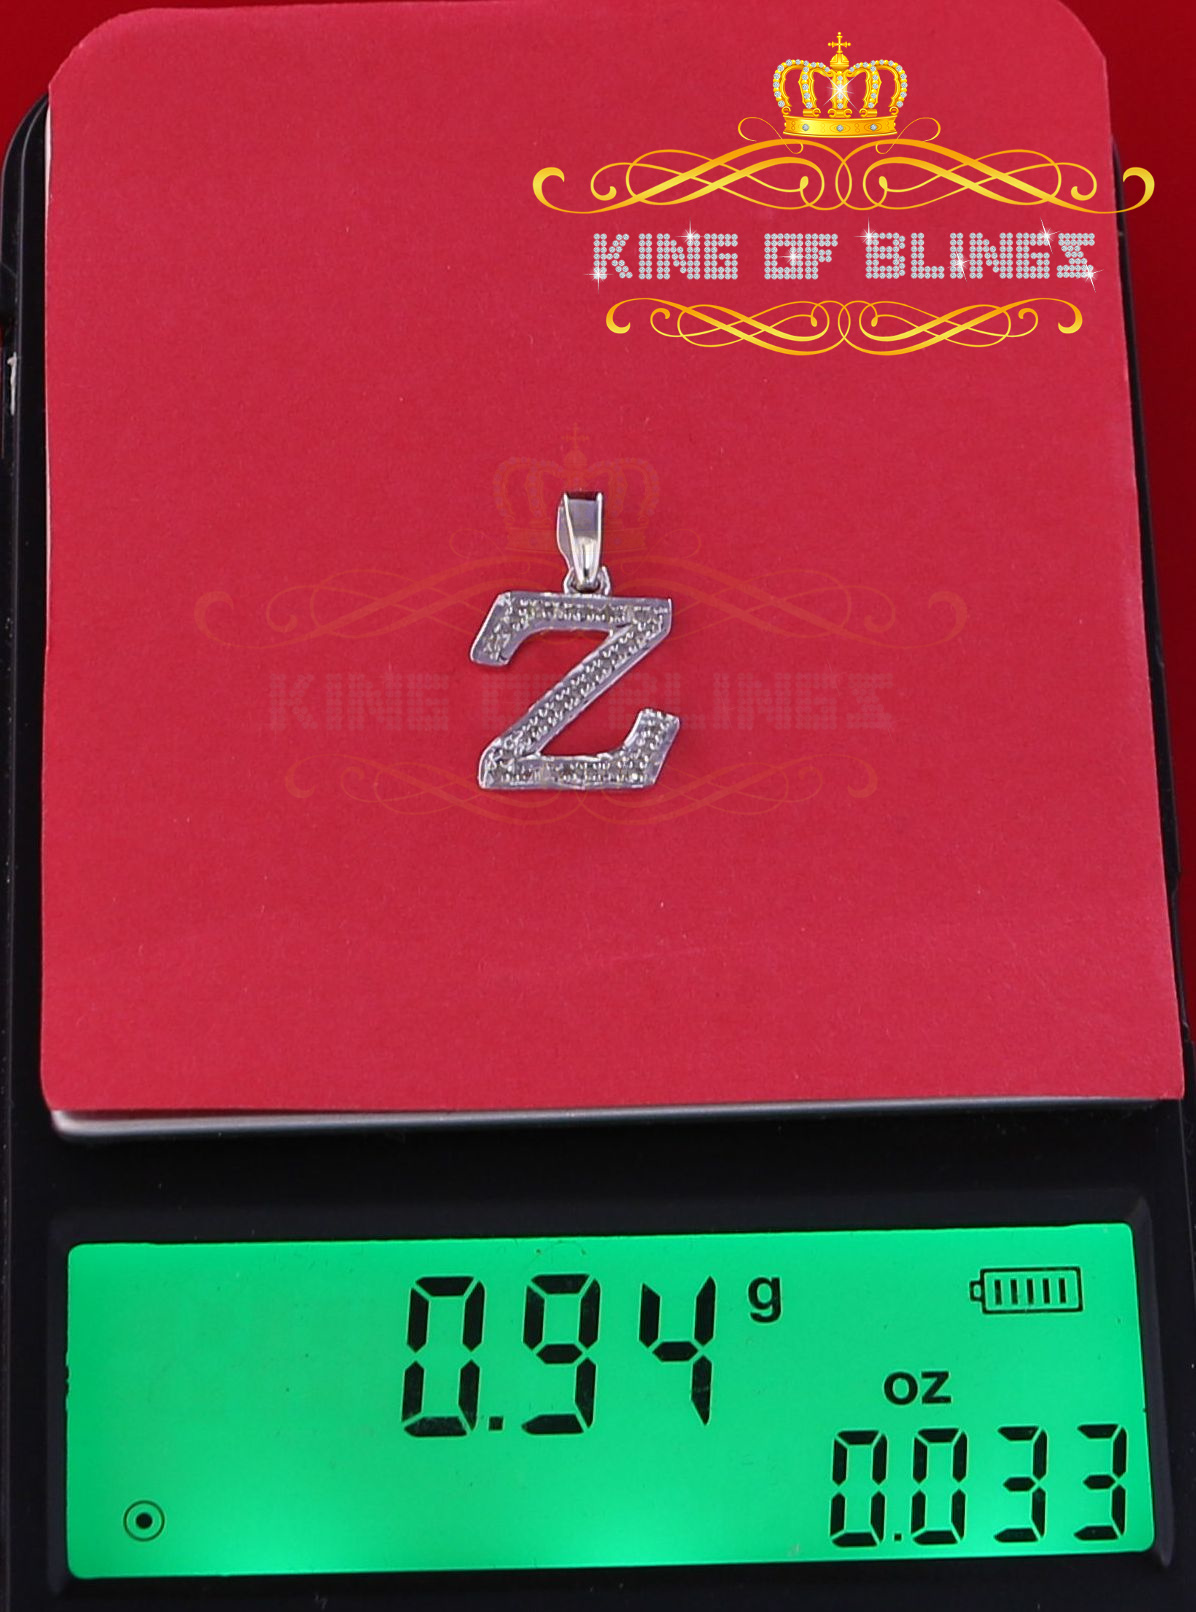 KING OF BLINGS
Z
KING OF BLINGS
0.94 g
oz
0.033